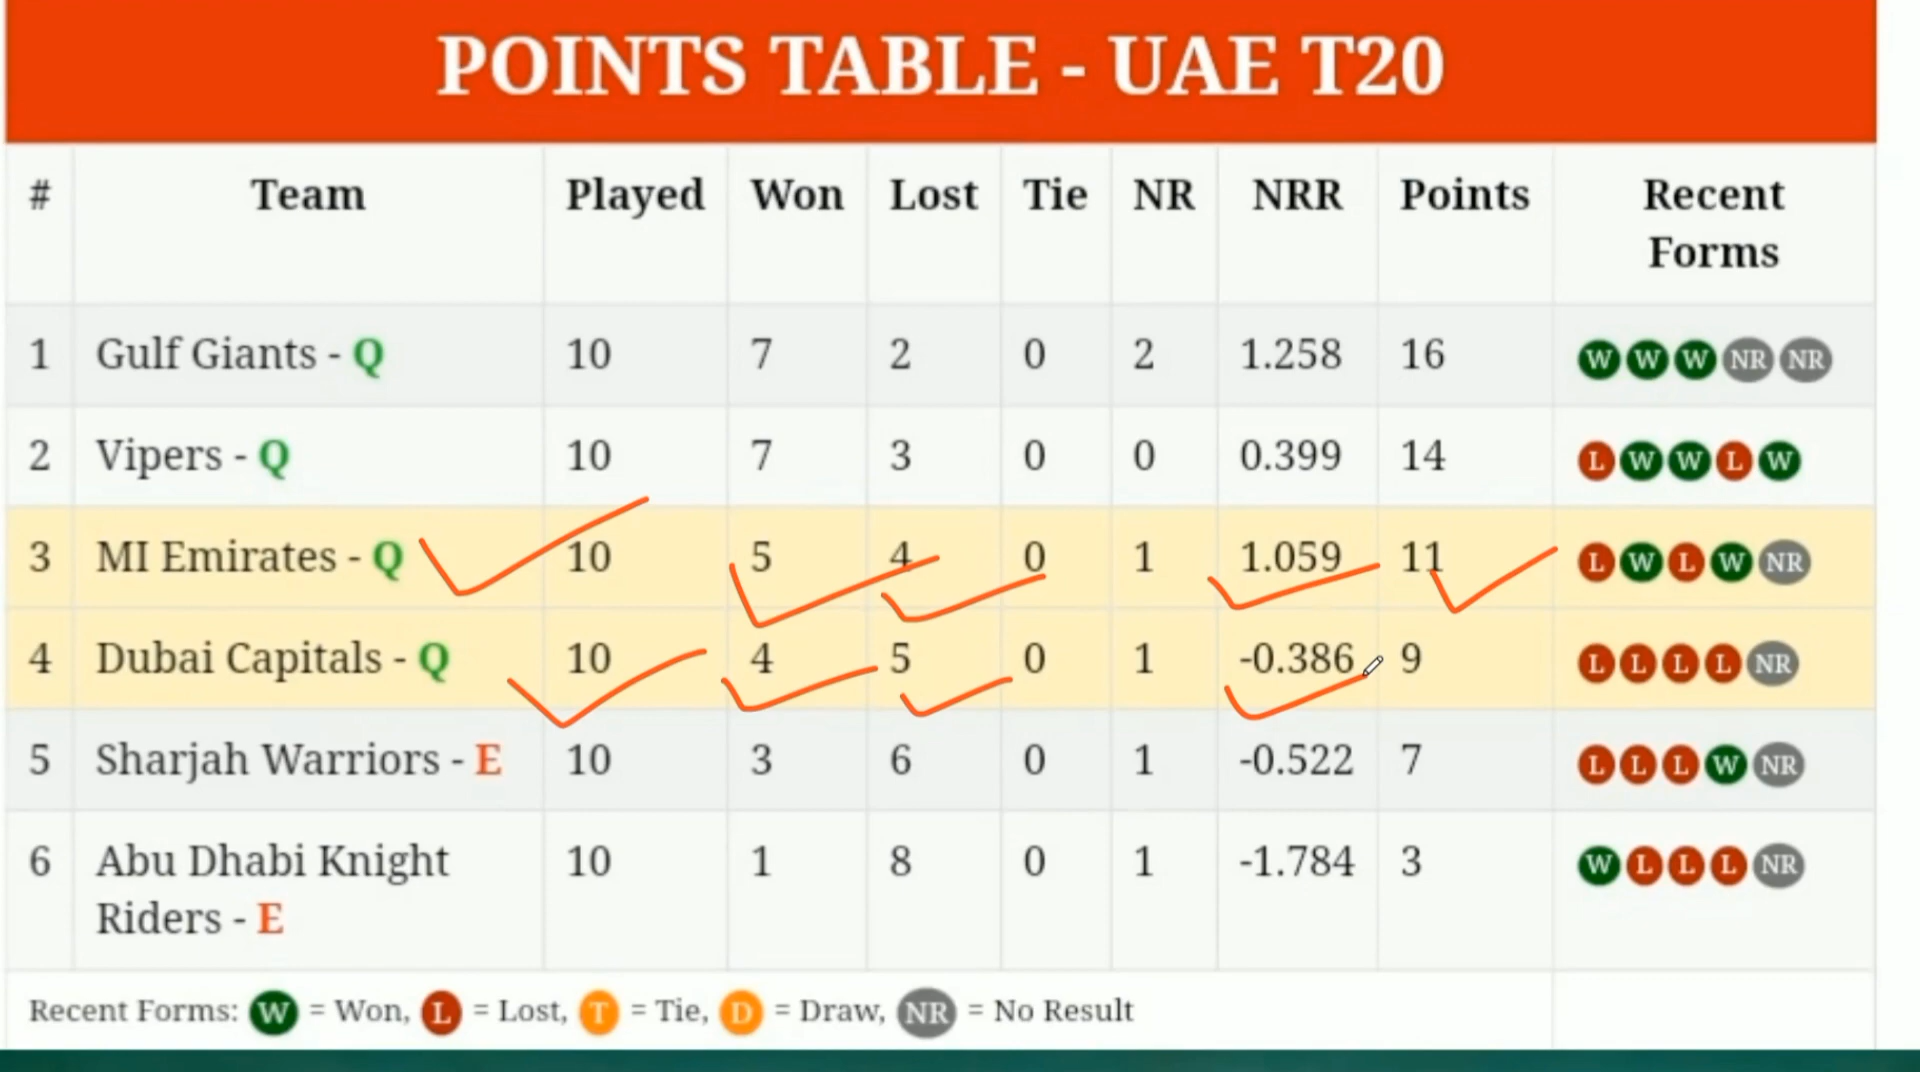 POINTS TABLE - UAE T20
# Team Played Won Lost Tie NR NRR Points Recent Forms
1 Gulf Giants - Q 10 7 2 0 2 1.258 16 W W W NR NR
2 Vipers - Q 10 7 3 0 0 0.399 14 L W W L W
3 MI Emirates - Q 10 5 4 0 1 1.059 11 L W L W NR
4 Dubai Capitals - Q 10 4 5 0 1 -0.386 9 L L L L NR
5 Sharjah Warriors - E 10 3 6 0 1 -0.522 7 L L L W NR
6 Abu Dhabi Knight Riders - E 10 1 8 0 1 -1.784 3 W L L L NR
Recent Forms: W = Won, L = Lost, T = Tie, D = Draw, NR = No Result